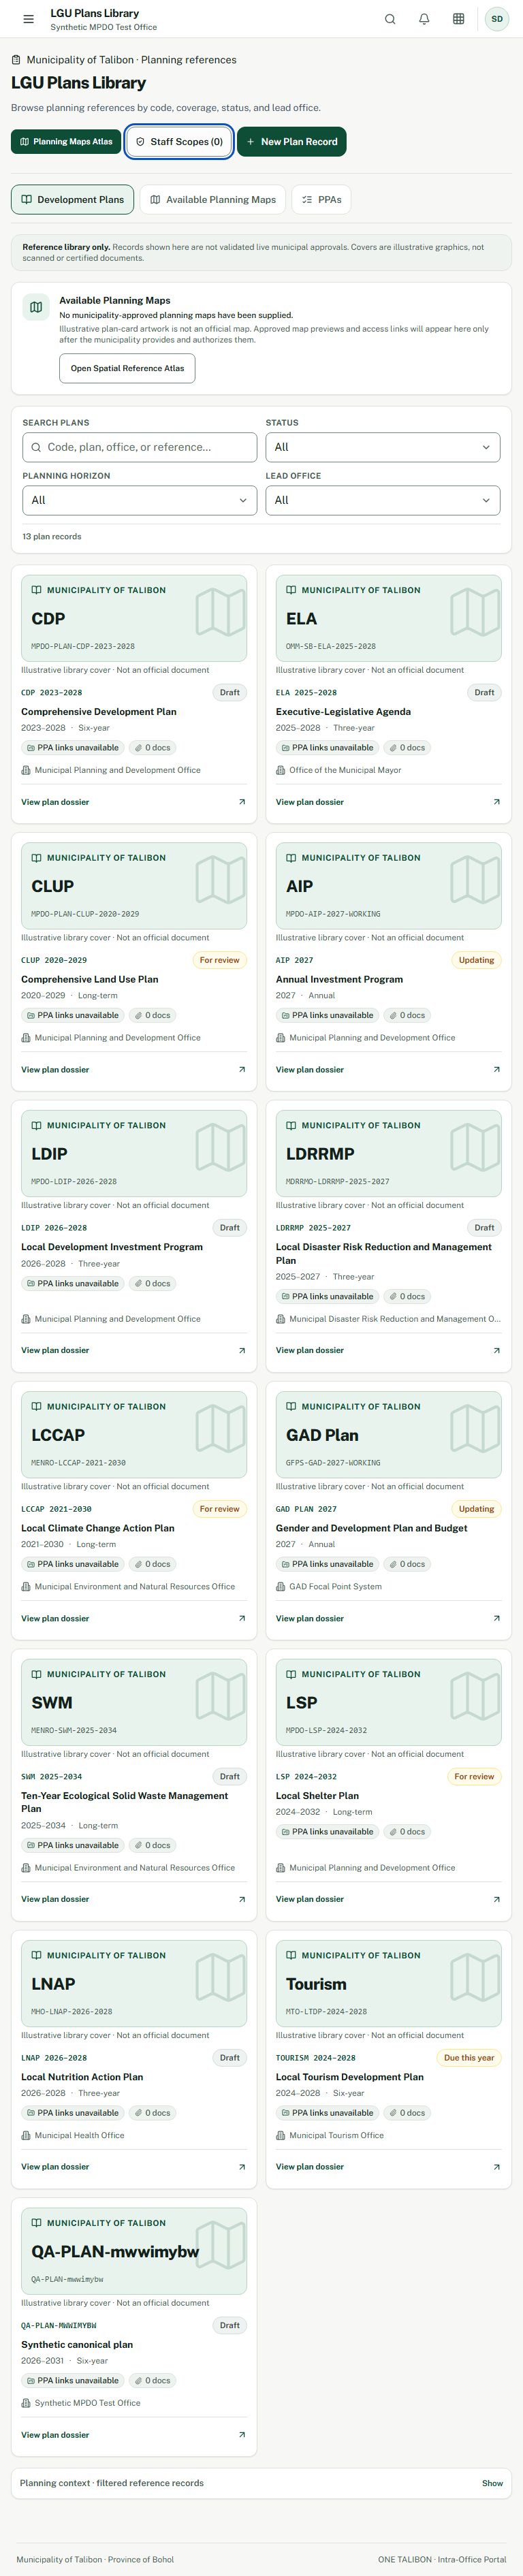 LGU Plans Library
Synthetic MPDO Test Office
SD
Municipality of Talibon · Planning references
LGU Plans Library
Browse planning references by code, coverage, status, and lead office.
Planning Maps Atlas
Staff Scopes (0)
New Plan Record
Development Plans
Available Planning Maps
PPAs
Reference library only. Records shown here are not validated live municipal approvals. Covers are illustrative graphics, not
scanned or certified documents.
Available Planning Maps
No municipality-approved planning maps have been supplied.
Illustrative plan-card artwork is not an official map. Approved map previews and access links will appear here only
after the municipality provides and authorizes them.
Open Spatial Reference Atlas
SEARCH PLANS
Code, plan, office, or reference...
STATUS
All
PLANNING HORIZON
All
LEAD OFFICE
All
13 plan records
MUNICIPALITY OF TALIBON
CDP
MPDO-PLAN-CDP-2023-2028
Illustrative library cover · Not an official document
CDP 2023–2028
Draft
Comprehensive Development Plan
2023–2028 · Six-year
PPA links unavailable
0 docs
Municipal Planning and Development Office
View plan dossier
MUNICIPALITY OF TALIBON
ELA
OMM-SB-ELA-2025-2028
Illustrative library cover · Not an official document
ELA 2025–2028
Draft
Executive-Legislative Agenda
2025–2028 · Three-year
PPA links unavailable
0 docs
Office of the Municipal Mayor
View plan dossier
MUNICIPALITY OF TALIBON
CLUP
MPDO-PLAN-CLUP-2020-2029
Illustrative library cover · Not an official document
CLUP 2020–2029
For review
Comprehensive Land Use Plan
2020–2029 · Long-term
PPA links unavailable
0 docs
Municipal Planning and Development Office
View plan dossier
MUNICIPALITY OF TALIBON
AIP
MPDO-AIP-2027-WORKING
Illustrative library cover · Not an official document
AIP 2027
Updating
Annual Investment Program
2027 · Annual
PPA links unavailable
0 docs
Municipal Planning and Development Office
View plan dossier
MUNICIPALITY OF TALIBON
LDIP
MPDO-LDIP-2026-2028
Illustrative library cover · Not an official document
LDIP 2026–2028
Draft
Local Development Investment Program
2026–2028 · Three-year
PPA links unavailable
0 docs
Municipal Planning and Development Office
View plan dossier
MUNICIPALITY OF TALIBON
LDRRMP
MDRRMO-LDRRMP-2025-2027
Illustrative library cover · Not an official document
LDRRMP 2025–2027
Draft
Local Disaster Risk Reduction and Management
Plan
2025–2027 · Three-year
PPA links unavailable
0 docs
Municipal Disaster Risk Reduction and Management O...
View plan dossier
MUNICIPALITY OF TALIBON
LCCAP
MENRO-LCCAP-2021-2030
Illustrative library cover · Not an official document
LCCAP 2021–2030
For review
Local Climate Change Action Plan
2021–2030 · Long-term
PPA links unavailable
0 docs
Municipal Environment and Natural Resources Office
View plan dossier
MUNICIPALITY OF TALIBON
GAD Plan
GFPS-GAD-2027-WORKING
Illustrative library cover · Not an official document
GAD PLAN 2027
Updating
Gender and Development Plan and Budget
2027 · Annual
PPA links unavailable
0 docs
GAD Focal Point System
View plan dossier
MUNICIPALITY OF TALIBON
SWM
MENRO-SWM-2025-2034
Illustrative library cover · Not an official document
SWM 2025–2034
Draft
Ten-Year Ecological Solid Waste Management
Plan
2025–2034 · Long-term
PPA links unavailable
0 docs
Municipal Environment and Natural Resources Office
View plan dossier
MUNICIPALITY OF TALIBON
LSP
MPDO-LSP-2024-2032
Illustrative library cover · Not an official document
LSP 2024–2032
For review
Local Shelter Plan
2024–2032 · Long-term
PPA links unavailable
0 docs
Municipal Planning and Development Office
View plan dossier
MUNICIPALITY OF TALIBON
LNAP
MHO-LNAP-2026-2028
Illustrative library cover · Not an official document
LNAP 2026–2028
Draft
Local Nutrition Action Plan
2026–2028 · Three-year
PPA links unavailable
0 docs
Municipal Health Office
View plan dossier
MUNICIPALITY OF TALIBON
Tourism
MTO-LTDP-2024-2028
Illustrative library cover · Not an official document
TOURISM 2024–2028
Due this year
Local Tourism Development Plan
2024–2028 · Six-year
PPA links unavailable
0 docs
Municipal Tourism Office
View plan dossier
MUNICIPALITY OF TALIBON
QA-PLAN-mwwimybw
QA-PLAN-mwwimybw
Illustrative library cover · Not an official document
QA-PLAN-MWWIMYBW
Draft
Synthetic canonical plan
2026–2031 · Six-year
PPA links unavailable
0 docs
Synthetic MPDO Test Office
View plan dossier
Planning context · filtered reference records
Show
Municipality of Talibon · Province of Bohol
ONE TALIBON · Intra-Office Portal